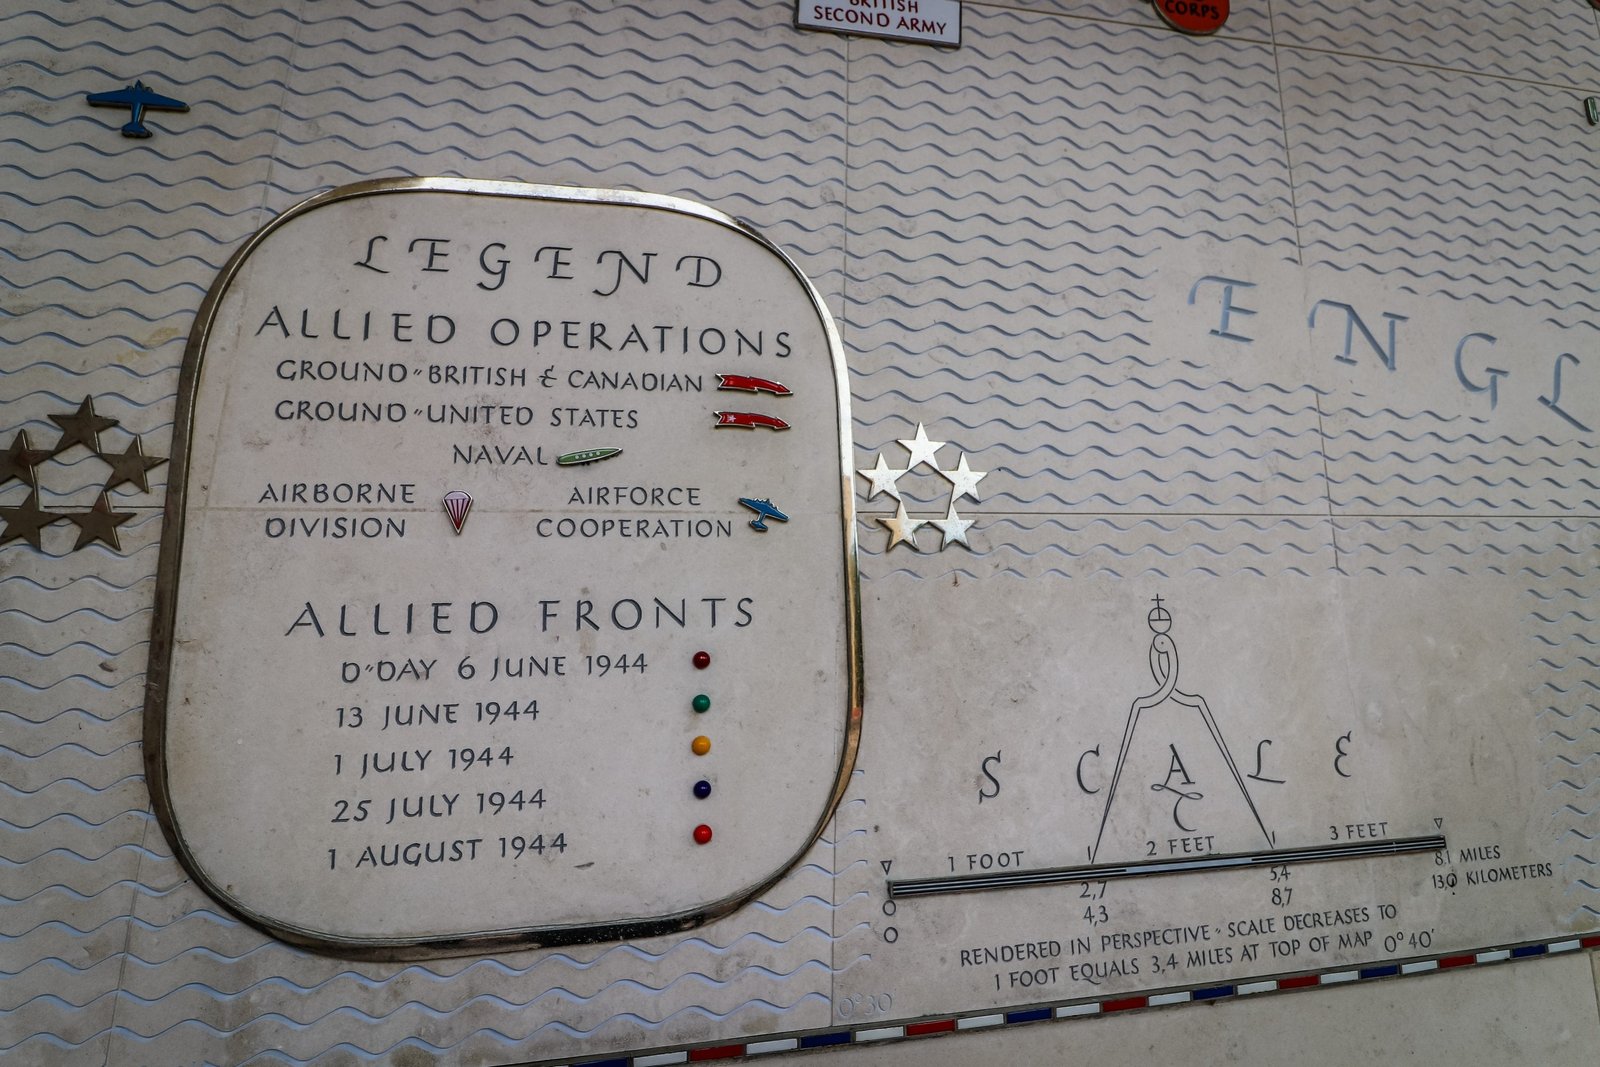 BRITISH
SECOND ARMY
CORPS
LEGEND
ALLIED OPERATIONS
GROUND-BRITISH & CANADIAN
GROUND-UNITED STATES
NAVAL
AIRBORNE
DIVISION
AIRFORCE
COOPERATION
ALLIED FRONTS
D-DAY 6 JUNE 1944
13 JUNE 1944
1 JULY 1944
25 JULY 1944
1 AUGUST 1944
ENGL
SCALE
1 FOOT
2 FEET
3 FEET
0 2,7 5,4 8,1 MILES
0 4,3 8,7 13,0 KILOMETERS
RENDERED IN PERSPECTIVE - SCALE DECREASES TO
1 FOOT EQUALS 3,4 MILES AT TOP OF MAP
0°40'
0°30